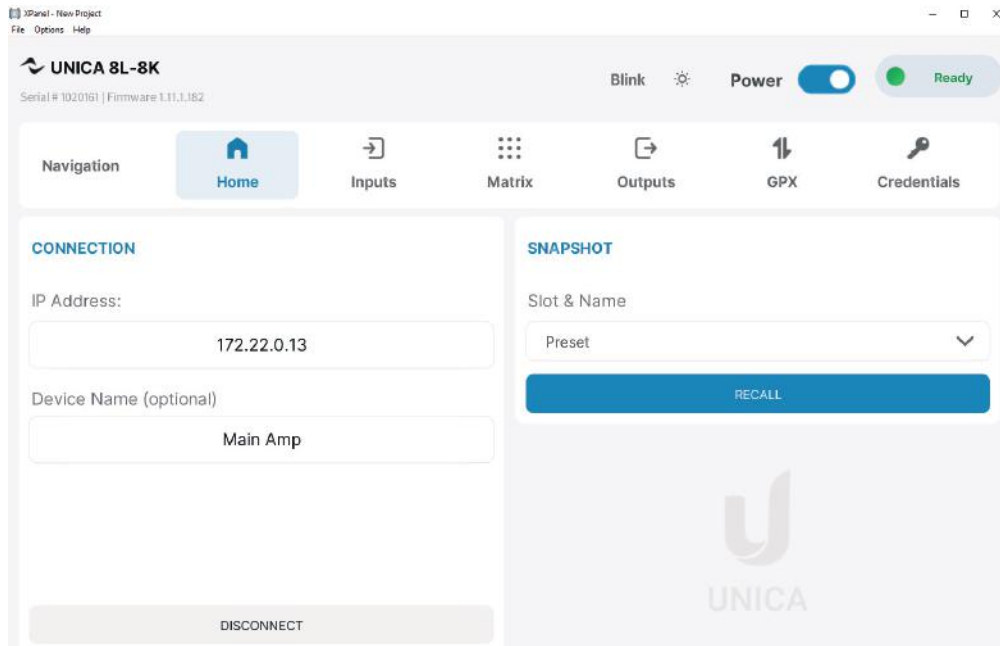 XPanel - New Project
File Options Help
UNICA 8L-8K
Serial # 1020161 | Firmware 1.11.1.182
Blink
Power
Ready
Navigation
Home
Inputs
Matrix
Outputs
GPX
Credentials
CONNECTION
IP Address:
172.22.0.13
Device Name (optional)
Main Amp
DISCONNECT
SNAPSHOT
Slot & Name
Preset
RECALL
UNICA